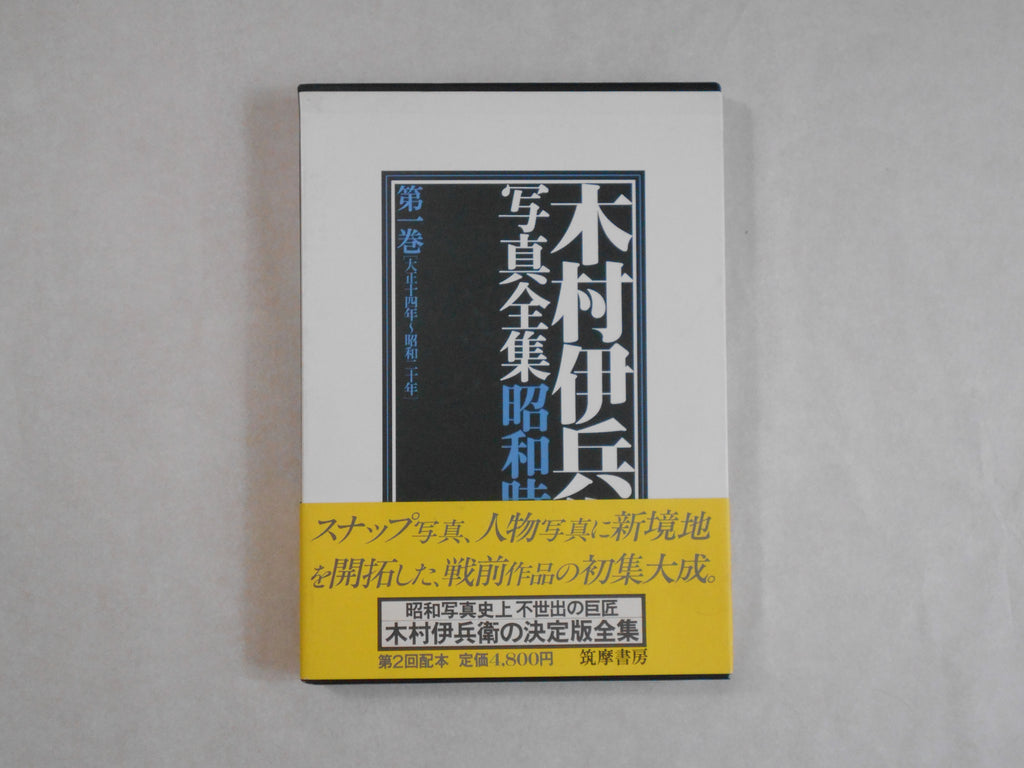 木村伊兵
写真全集昭和時
第一巻[大正十四年~昭和二十年]
スナップ写真、人物写真に新境地
を開拓した、戦前作品の初集大成。
昭和写真史上 不世出の巨匠
木村伊兵衛の決定版全集
第2回配本 定価4,800円 筑摩書房